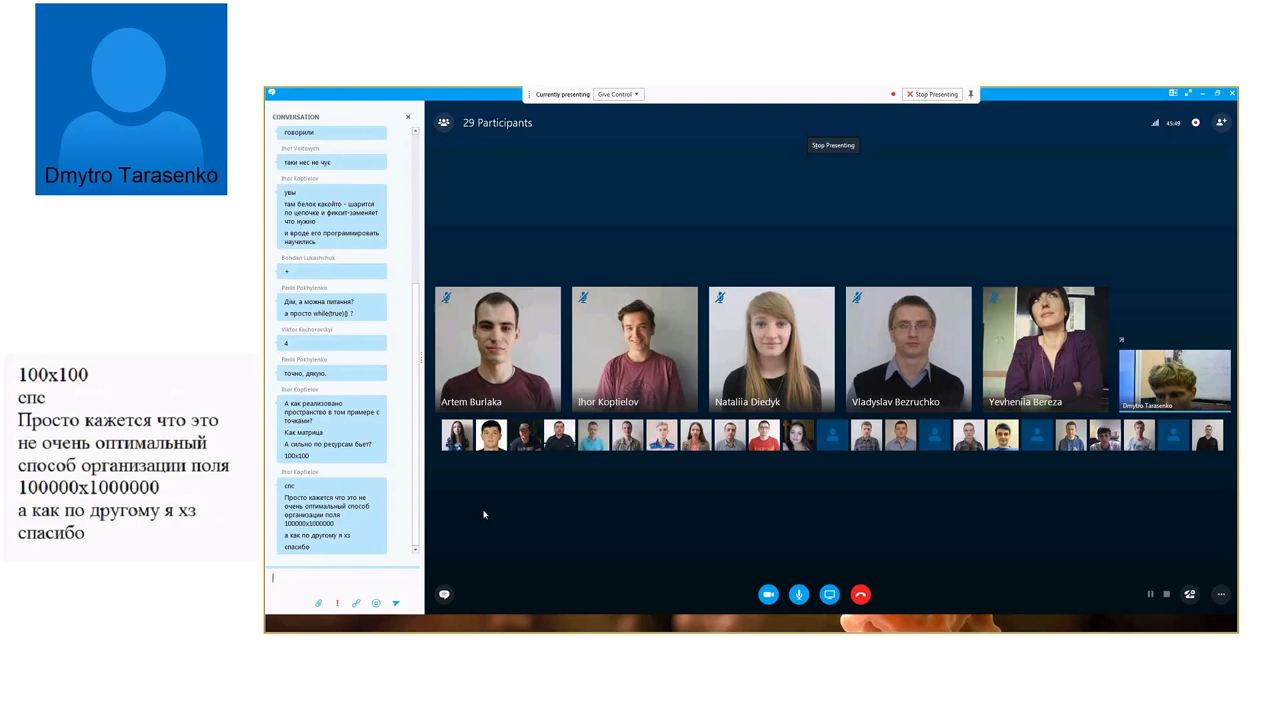 Dmytro Tarasenko
100x100
спс
Просто кажется что это
не очень оптимальный
способ организации поля
100000x1000000
а как по другому я хз
спасибо
Currently presenting
Give Control
Stop Presenting
CONVERSATION
говорили
Ihor Voitovych
таки нес не чує
Ihor Koptielov
увы
там белок какойто - шарится
по цепочке и фиксит-заменяет
что нужно
и вроде его программировать
научились
Bohdan Lukashchuk
+
Pavlo Pokhylenko
Дім, а можна питання?
а просто while(true){} ?
Viktor Kachorovskyi
4
Pavlo Pokhylenko
точно, дякую.
Ihor Koptielov
А как реализовано
пространство в том примере с
точками?
Как матрица
А сильно по ресурсам бьет?
100x100
Ihor Koptielov
спс
Просто кажется что это не
очень оптимальный способ
организации поля
100000x1000000
а как по другому я хз
спасибо
29 Participants
45:49
Stop Presenting
Artem Burlaka
Ihor Koptielov
Nataliia Diedyk
Vladyslav Bezruchko
Yevheniia Bereza
Dmytro Tarasenko